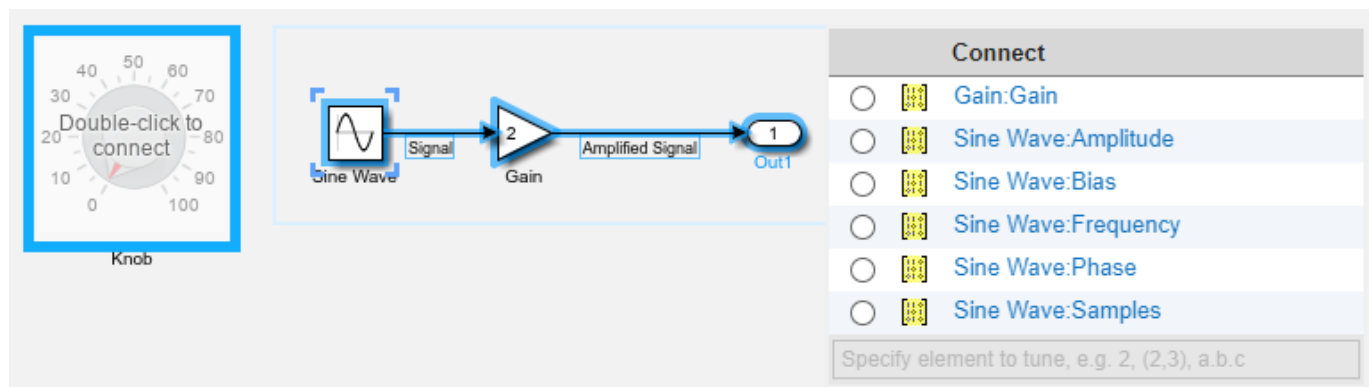 50
40
60
30
70
Double-click to
20
80
connect
10
90
0
100
Knob
Signal
Sine Wave
2
Gain
Amplified Signal
1
Out1
Connect
Gain:Gain
Sine Wave:Amplitude
Sine Wave:Bias
Sine Wave:Frequency
Sine Wave:Phase
Sine Wave:Samples
Specify element to tune, e.g. 2, (2,3), a.b.c